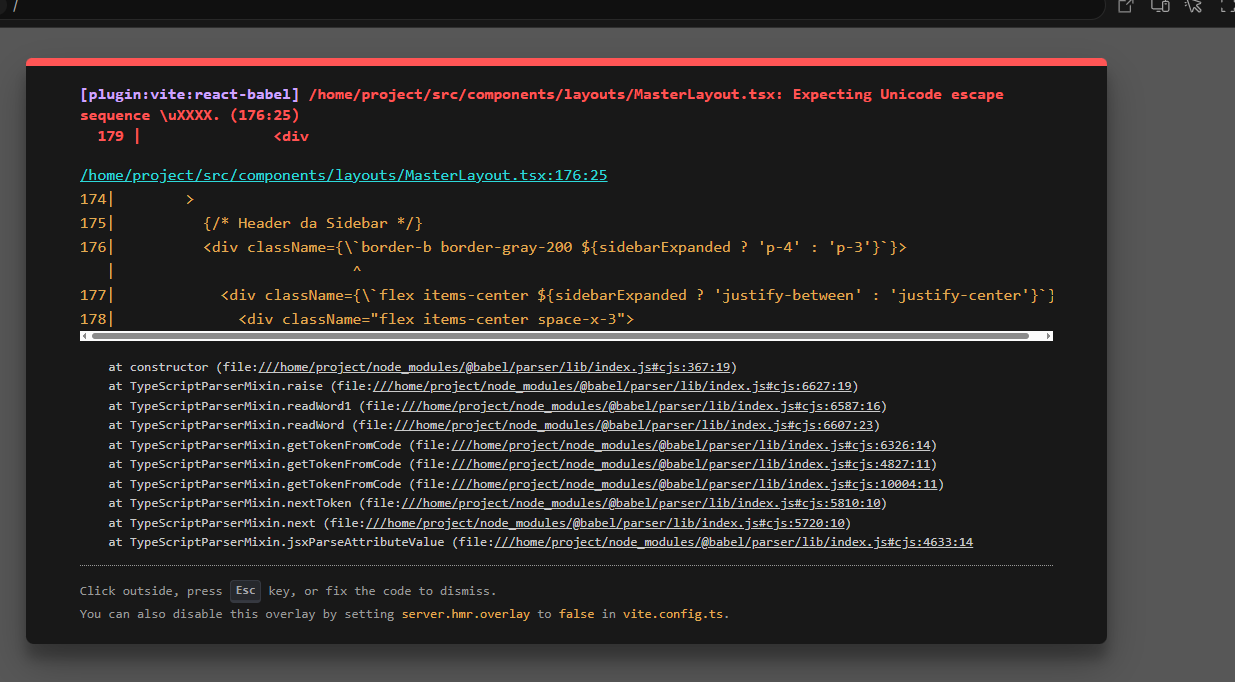 /
[plugin:vite:react-babel] /home/project/src/components/layouts/MasterLayout.tsx: Expecting Unicode escape
sequence \uXXXX. (176:25)
179 |               <div
/home/project/src/components/layouts/MasterLayout.tsx:176:25
174|        >
175|          {/* Header da Sidebar */}
176|          <div className={\`border-b border-gray-200 ${sidebarExpanded ? 'p-4' : 'p-3'}`}>
   |                           ^
177|            <div className={\`flex items-center ${sidebarExpanded ? 'justify-between' : 'justify-center'}`}
178|              <div className="flex items-center space-x-3">
at constructor (file:///home/project/node_modules/@babel/parser/lib/index.js#cjs:367:19)
at TypeScriptParserMixin.raise (file:///home/project/node_modules/@babel/parser/lib/index.js#cjs:6627:19)
at TypeScriptParserMixin.readWord1 (file:///home/project/node_modules/@babel/parser/lib/index.js#cjs:6587:16)
at TypeScriptParserMixin.readWord (file:///home/project/node_modules/@babel/parser/lib/index.js#cjs:6607:23)
at TypeScriptParserMixin.getTokenFromCode (file:///home/project/node_modules/@babel/parser/lib/index.js#cjs:6326:14)
at TypeScriptParserMixin.getTokenFromCode (file:///home/project/node_modules/@babel/parser/lib/index.js#cjs:4827:11)
at TypeScriptParserMixin.getTokenFromCode (file:///home/project/node_modules/@babel/parser/lib/index.js#cjs:10004:11)
at TypeScriptParserMixin.nextToken (file:///home/project/node_modules/@babel/parser/lib/index.js#cjs:5810:10)
at TypeScriptParserMixin.next (file:///home/project/node_modules/@babel/parser/lib/index.js#cjs:5720:10)
at TypeScriptParserMixin.jsxParseAttributeValue (file:///home/project/node_modules/@babel/parser/lib/index.js#cjs:4633:14
Click outside, press Esc key, or fix the code to dismiss.
You can also disable this overlay by setting server.hmr.overlay to false in vite.config.ts.